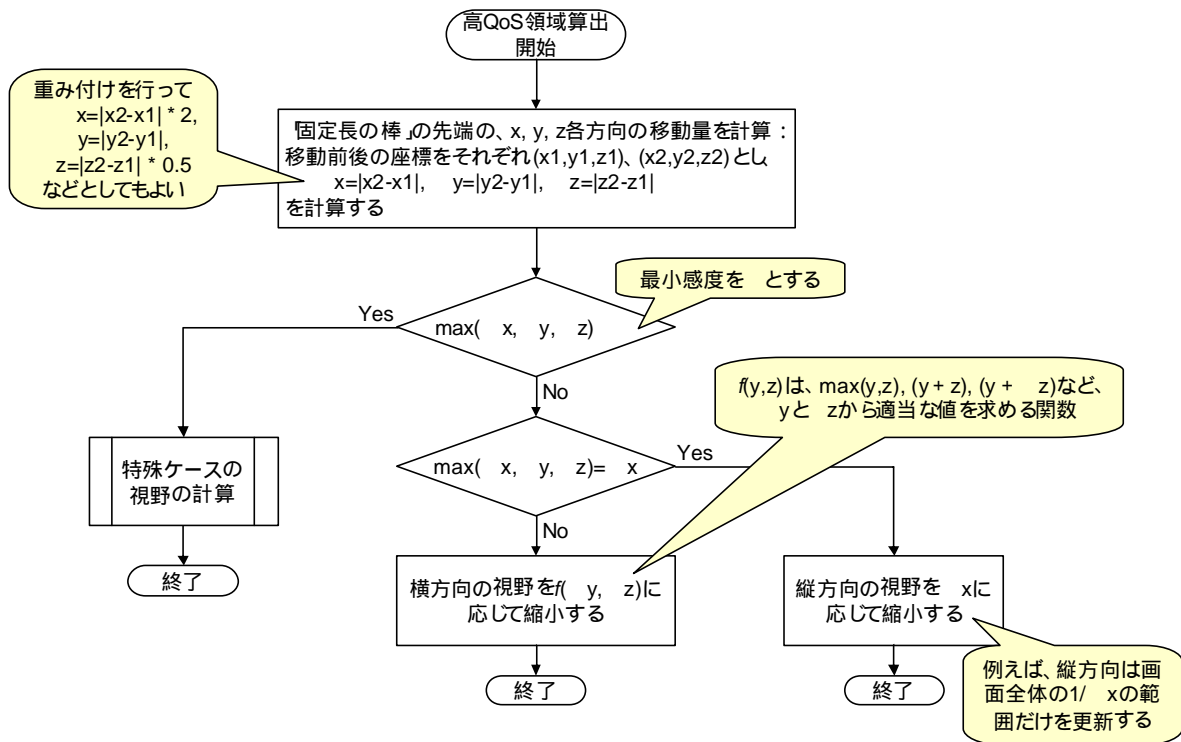 高QoS領域算出
開始
重み付けを行って
x=|x2-x1| * 2,
y=|y2-y1|,
z=|z2-z1| * 0.5
などとしてもよい
「固定長の棒」の先端の、x, y, z各方向の移動量を計算：
移動前後の座標をそれぞれ(x1,y1,z1)、(x2,y2,z2)とし、
x=|x2-x1|, y=|y2-y1|, z=|z2-z1|
を計算する
最小感度を とする
Yes
max( x, y, z)
No
f(y,z)は、max(y,z), (y + z), (y + z)など、
yと zから適当な値を求める関数
特殊ケースの
視野の計算
max( x, y, z)= x
Yes
No
終了
横方向の視野をf( y, z)に
応じて縮小する
縦方向の視野を xに
応じて縮小する
終了
終了
例えば、縦方向は画
面全体の1/ xの範
囲だけを更新する